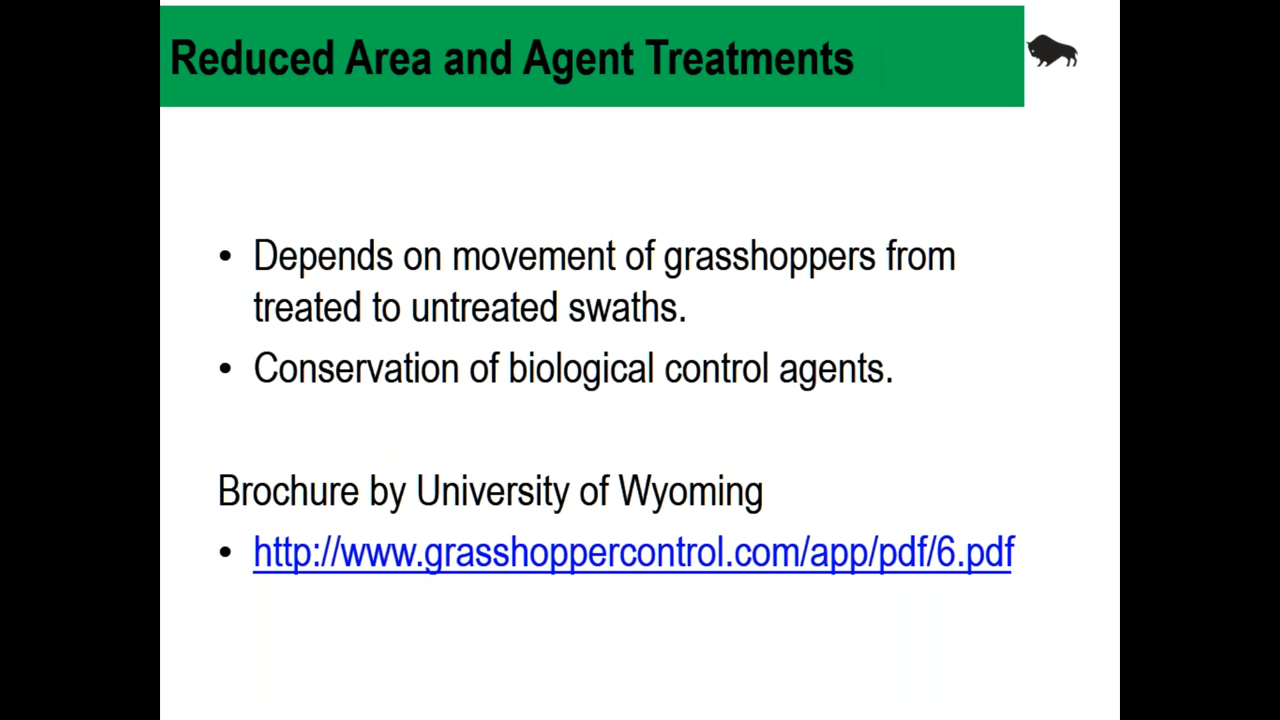 Reduced Area and Agent Treatments
• Depends on movement of grasshoppers from
treated to untreated swaths.
• Conservation of biological control agents.
Brochure by University of Wyoming
• http://www.grasshoppercontrol.com/app/pdf/6.pdf